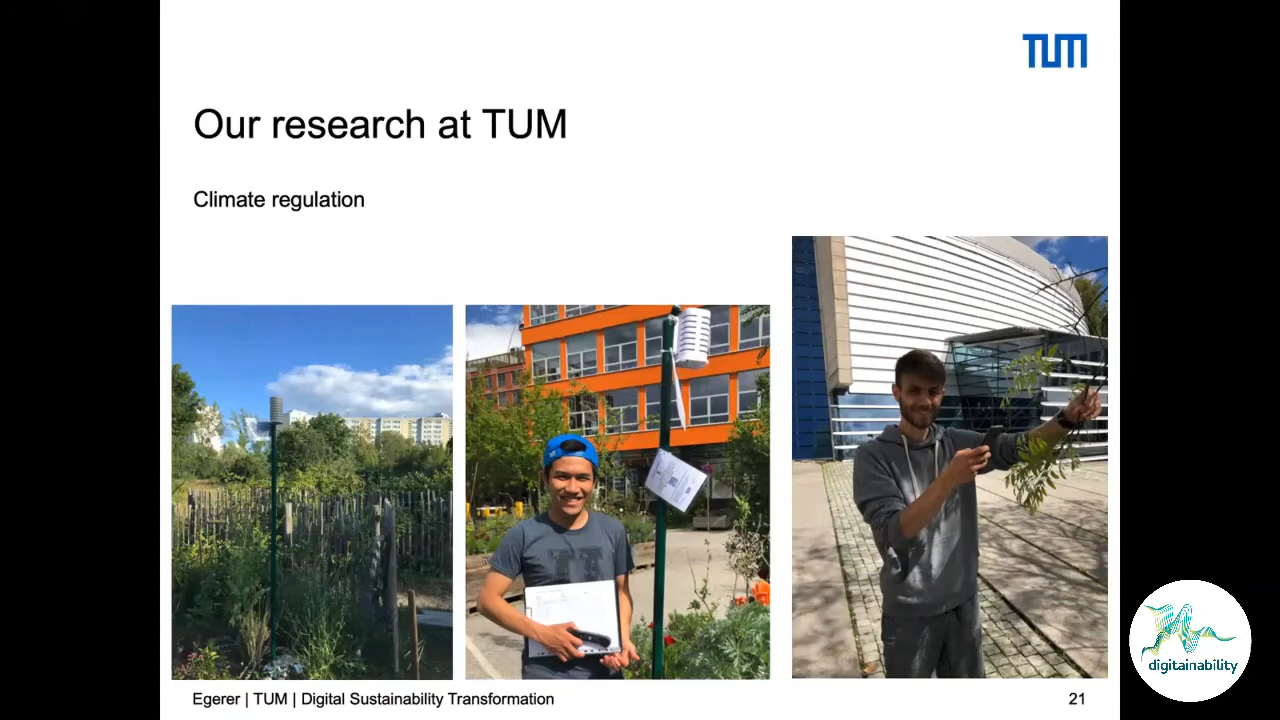 TUM
Our research at TUM
Climate regulation
Egerer | TUM | Digital Sustainability Transformation
21
digitainability